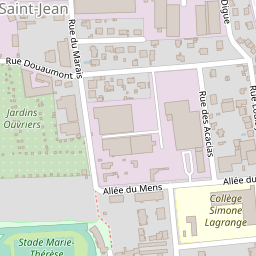 Saint-Jean
Rue du Marais
Digue
Rue Douaumont
Jardins
Ouvriers
Rue des Acacias
Allée du Mens
Allée du
Collège
Simone
Lagrange
Stade Marie-
Thérèse